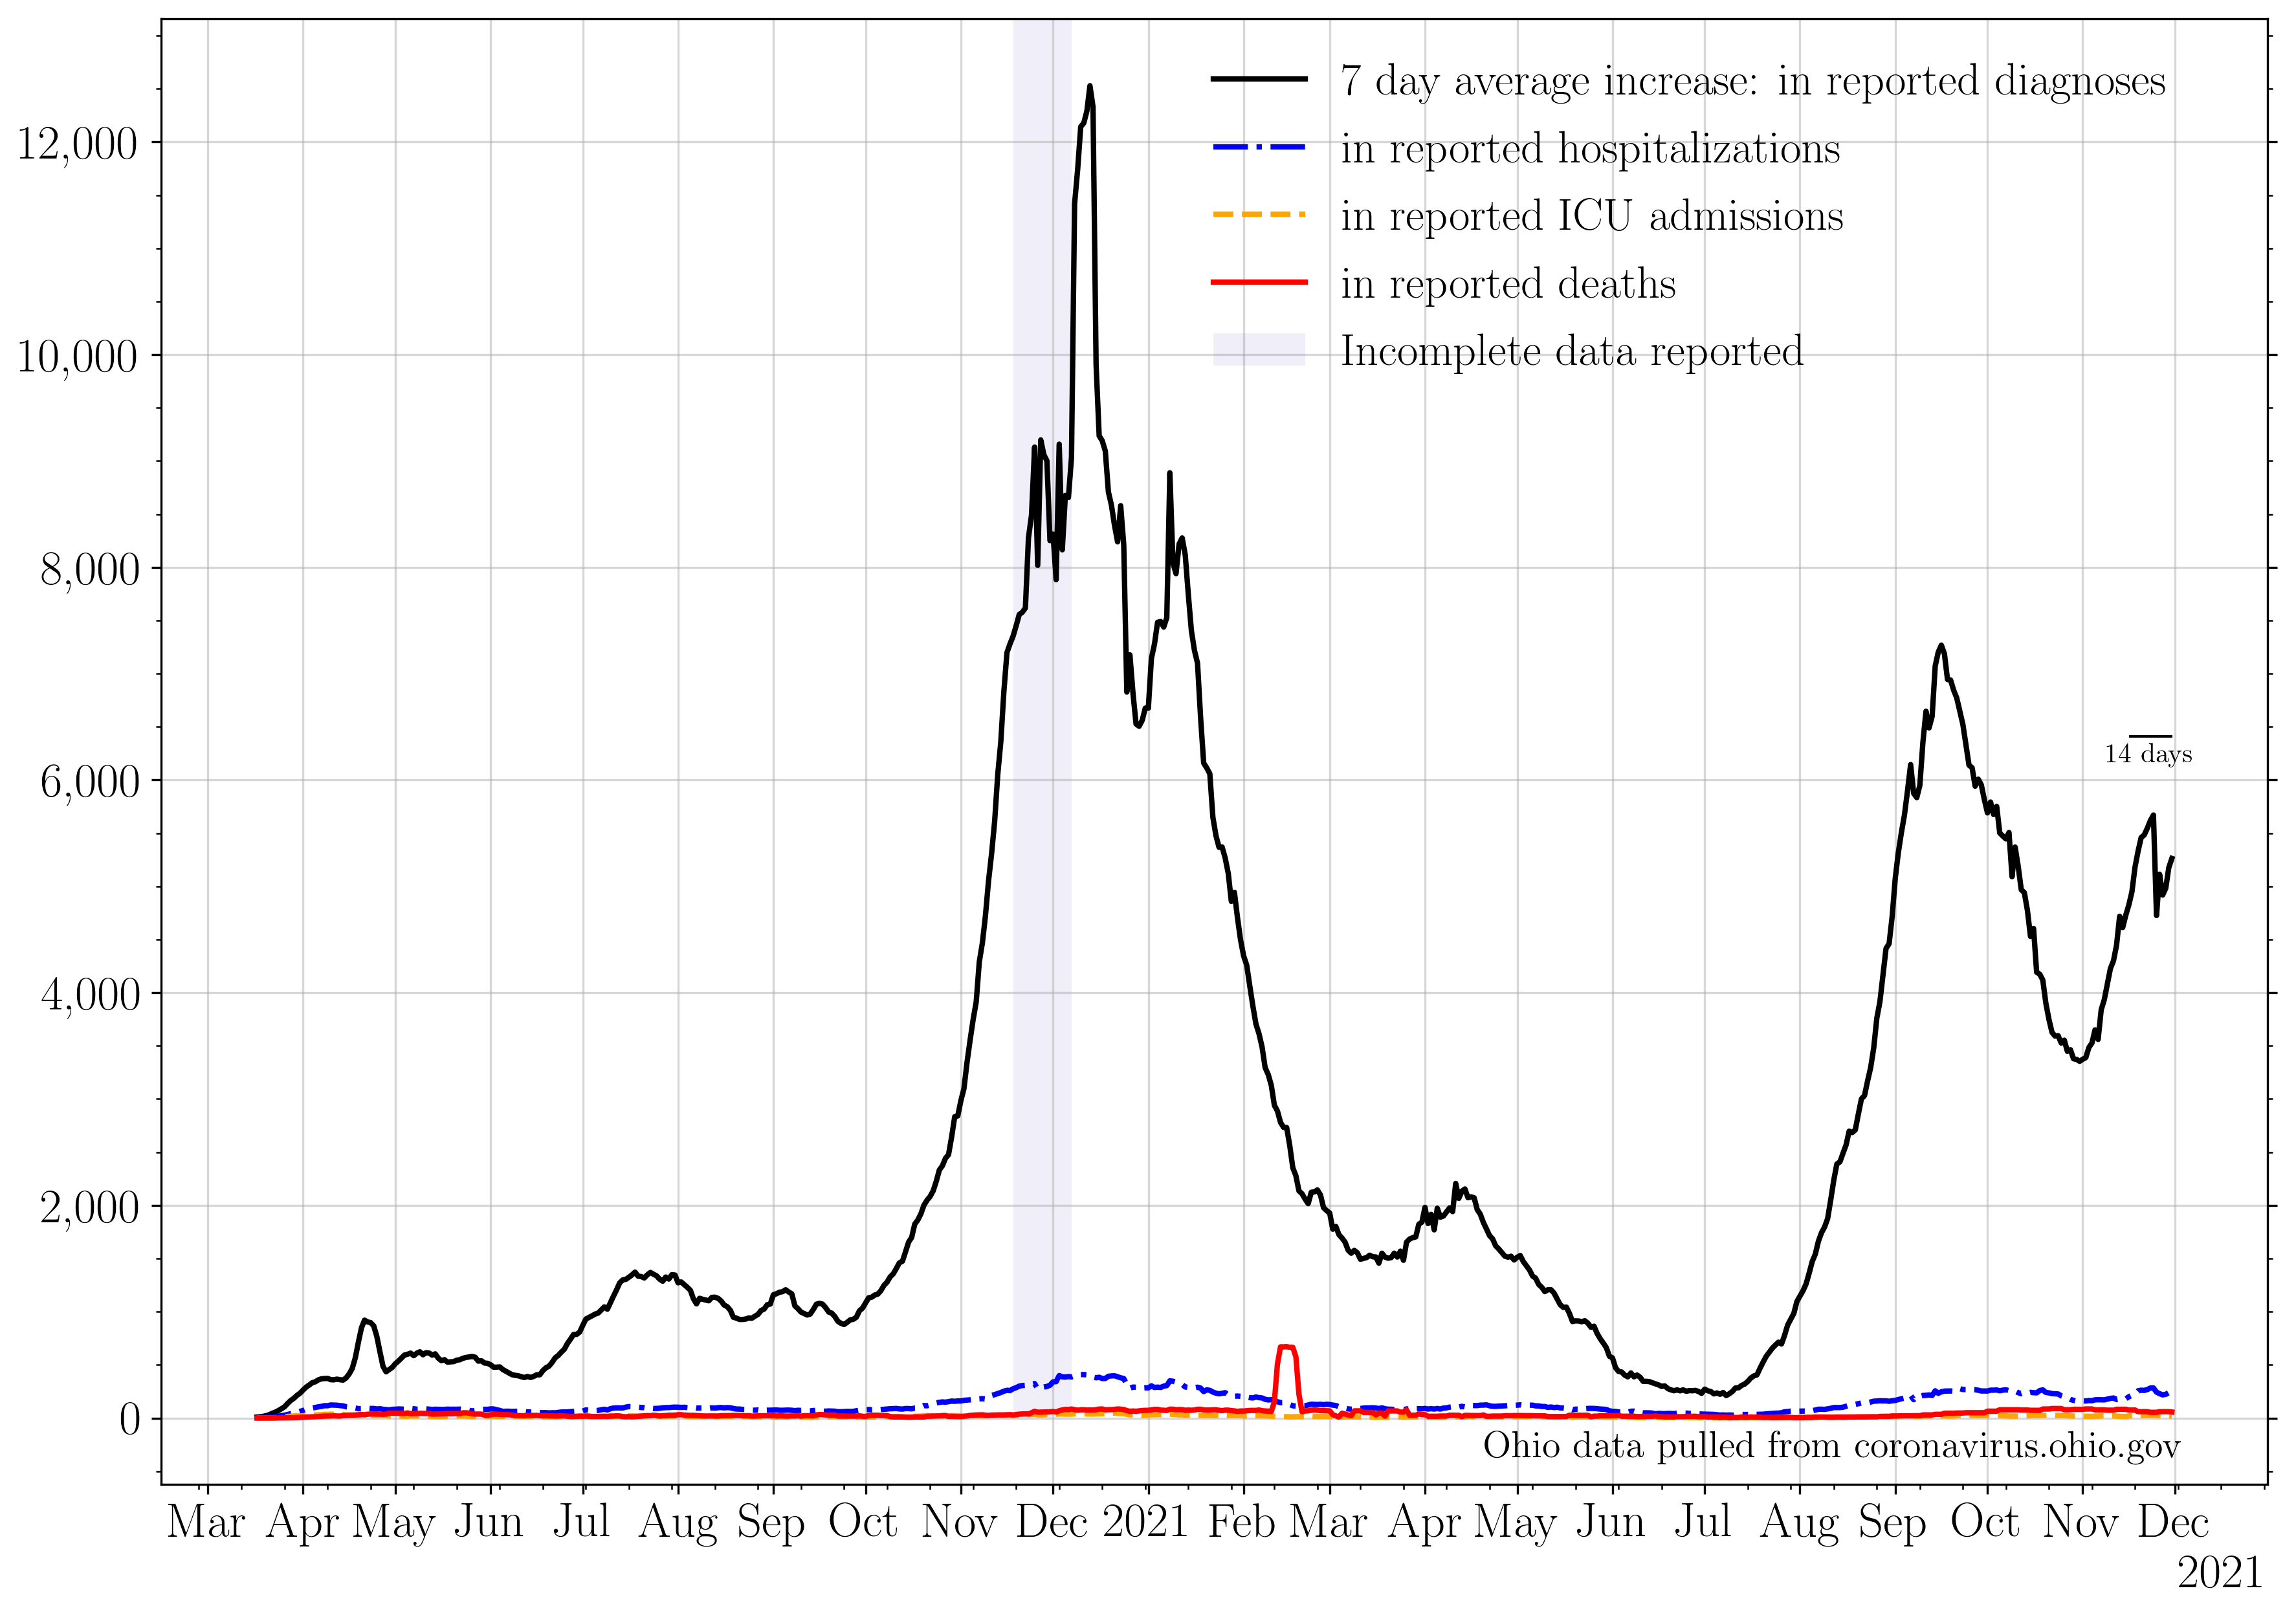 7 day average increase: in reported diagnoses
in reported hospitalizations
in reported ICU admissions
in reported deaths
Incomplete data reported
12,000
10,000
8,000
6,000
4,000
2,000
0
14 days
Ohio data pulled from coronavirus.ohio.gov
Mar Apr May Jun Jul Aug Sep Oct Nov Dec 2021 Feb Mar Apr May Jun Jul Aug Sep Oct Nov Dec
2021